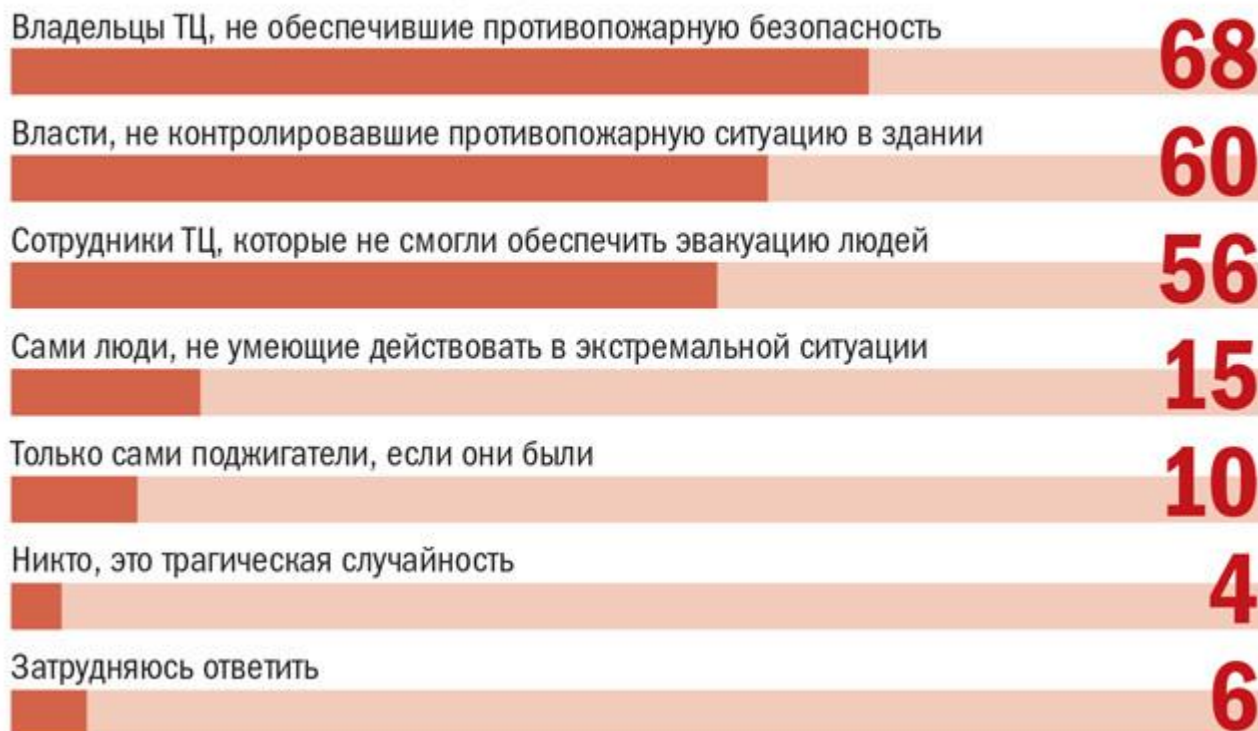 Владельцы ТЦ, не обеспечившие противопожарную безопасность
68
Власти, не контролировавшие противопожарную ситуацию в здании
60
Сотрудники ТЦ, которые не смогли обеспечить эвакуацию людей
56
Сами люди, не умеющие действовать в экстремальной ситуации
15
Только сами поджигатели, если они были
10
Никто, это трагическая случайность
4
Затрудняюсь ответить
6